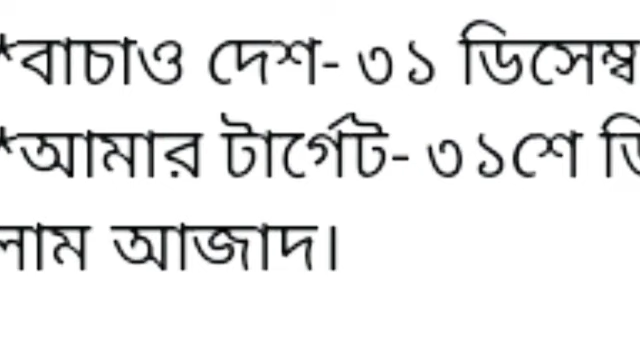 *বাচাও দেশ- ৩১ ডিসেম্ব
*আমার টার্গেট- ৩১শে ডি
লাম আজাদ।